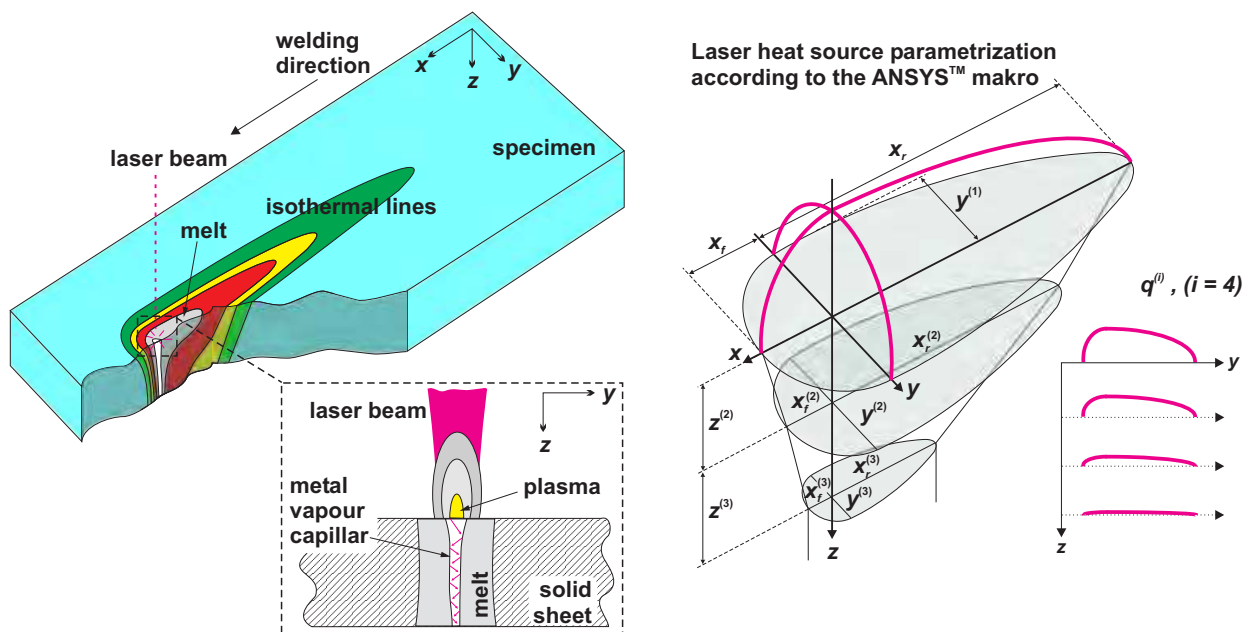 welding
direction
x
y
z
laser beam
specimen
isothermal lines
melt
laser beam
y
z
plasma
metal
vapour
capillar
melt
solid
sheet
Laser heat source parametrization
according to the ANSYS™ makro
x_r
y^(1)
x_f
q^(i) , (i = 4)
x
x_r^(2)
y
y
z^(2)
x_f^(2)
y^(2)
x_r^(3)
z^(3)
x_f^(3)
y^(3)
z
z